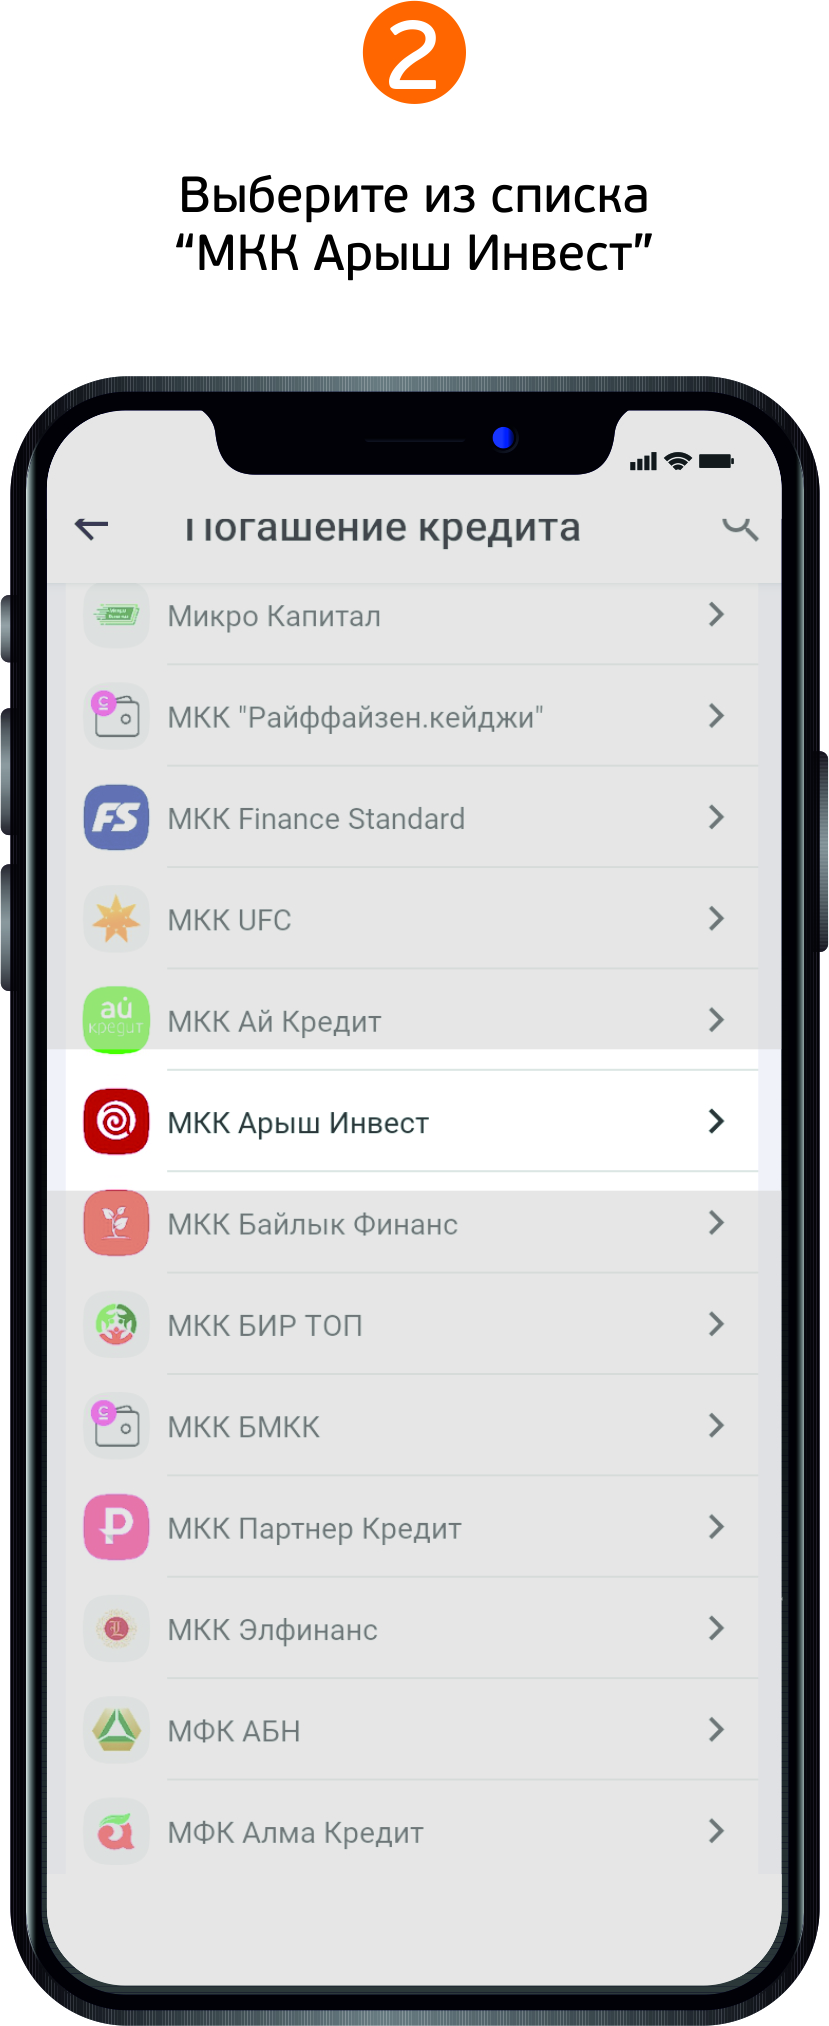 2
Выберите из списка
“МКК Арыш Инвест”
Погашение кредита
Микро Капитал
МКК "Райффайзен.кейджи"
FS
МКК Finance Standard
МКК UFC
ай
кредит
МКК Ай Кредит
МКК Арыш Инвест
МКК Байлык Финанс
МКК БИР ТОП
МКК БМКК
МКК Партнер Кредит
МКК Элфинанс
МФК АБН
МФК Алма Кредит